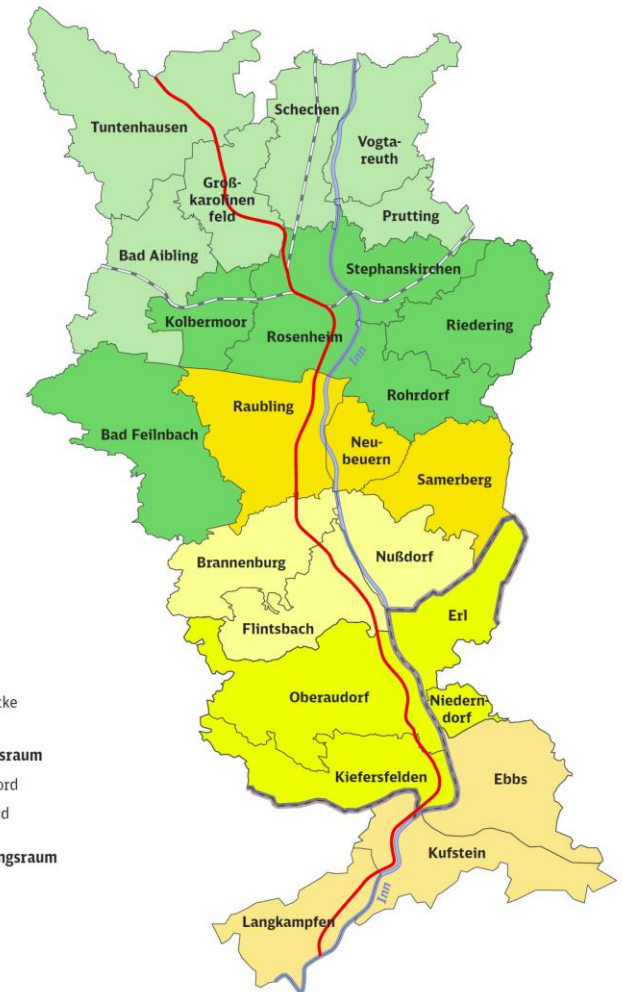 Tuntenhausen
Schechen
Vogta-
reuth
Groß-
karolinen
feld
Prutting
Bad Aibling
Stephanskirchen
Kolbermoor
Rosenheim
Riedering
Inn
Rohrdorf
Raubling
Bad Feilnbach
Neu-
beuern
Samerberg
Brannenburg
Nußdorf
Erl
Flintsbach
Oberaudorf
Niedern-
dorf
Kiefersfelden
Ebbs
Kufstein
Inn
Langkampfen
cke
sraum
ord
d
ngsraum